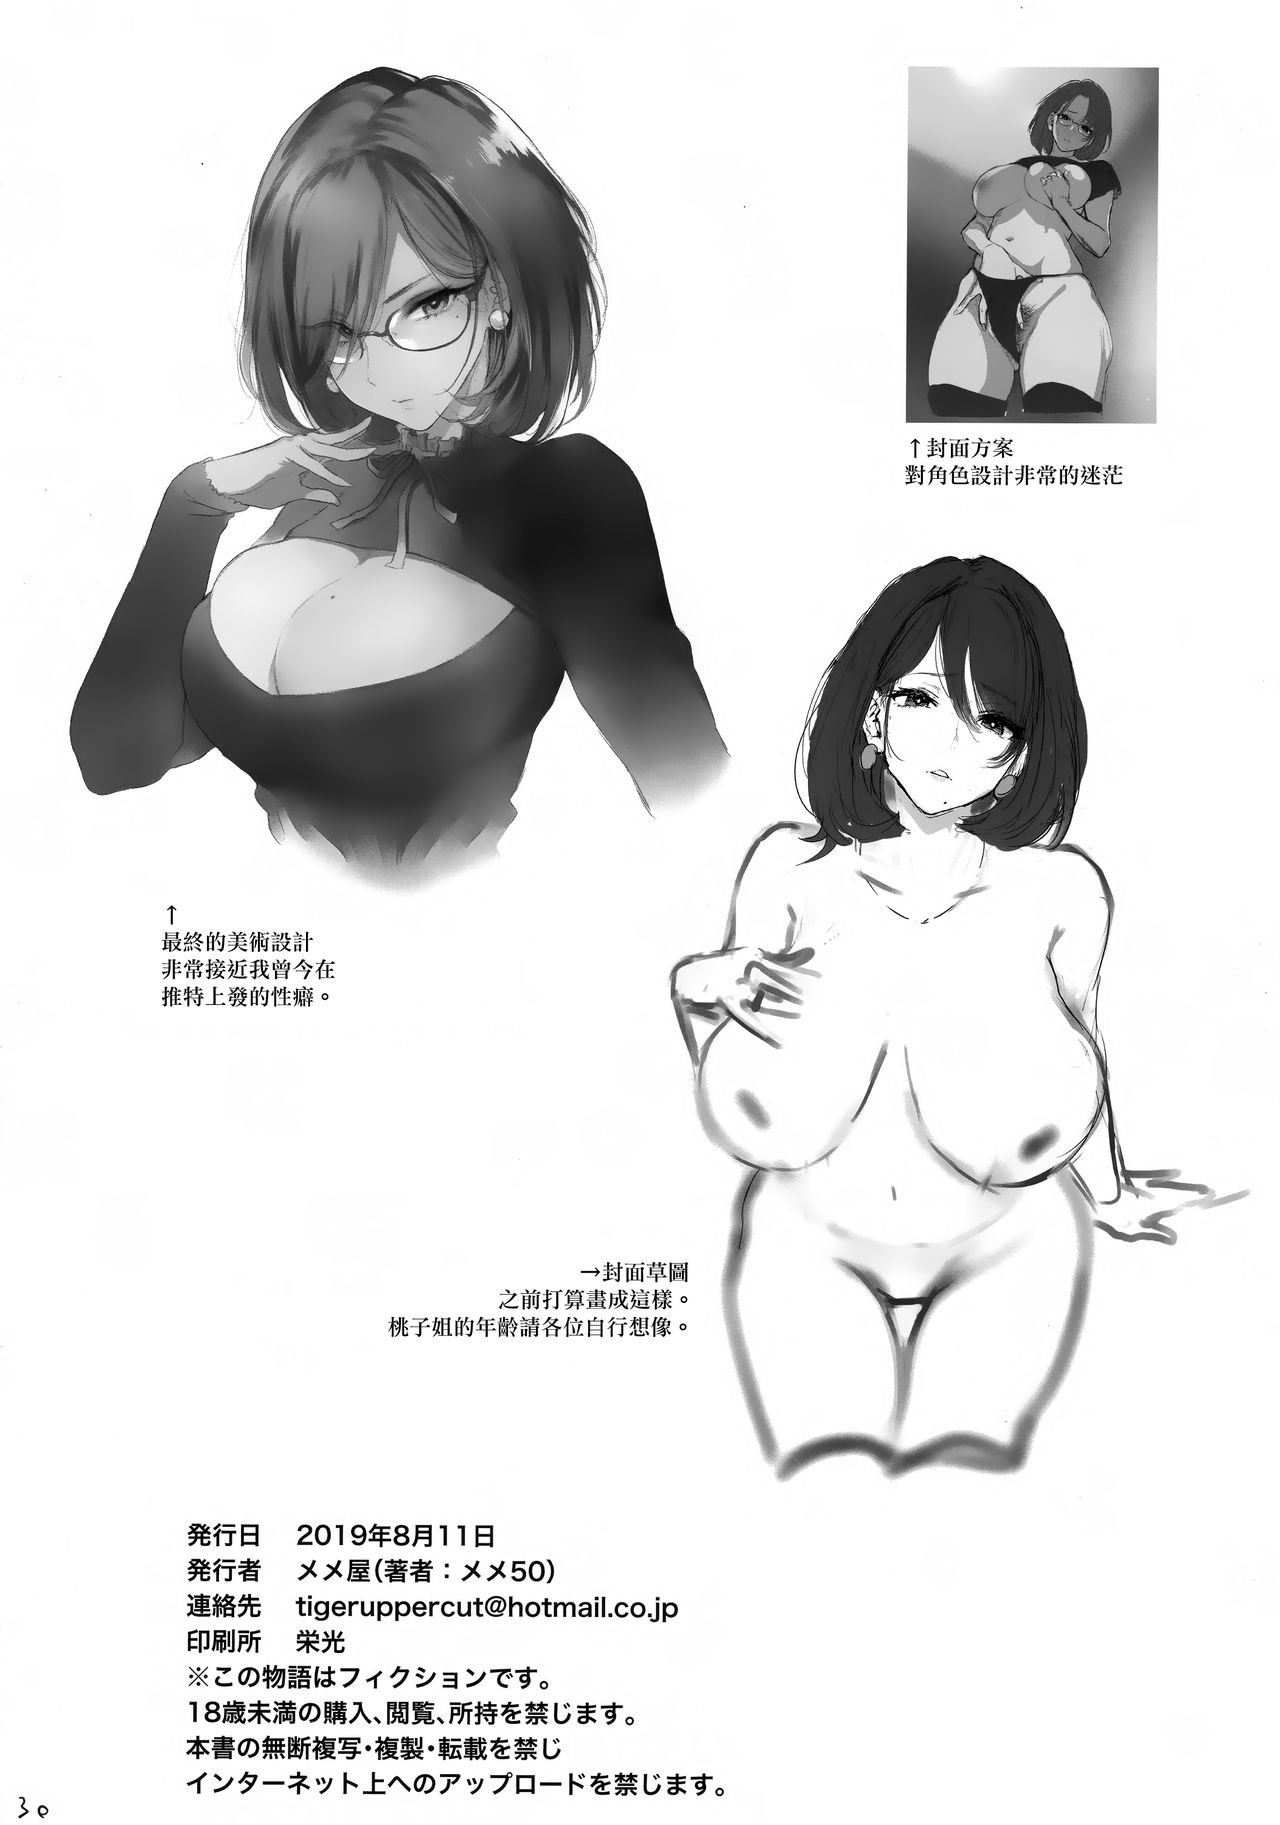 ↑封面方案
對角色設計非常的迷茫
↑
最終的美術設計
非常接近我曾今在
推特上發的性癖。
→封面草圖
之前打算畫成這樣。
桃子姐的年齡請各位自行想像。
発行日 2019年8月11日
発行者 メメ屋(著者：メメ50)
連絡先 tigeruppercut@hotmail.co.jp
印刷所 栄光
※この物語はフィクションです。
18歳未満の購入、閲覧、所持を禁じます。
本書の無断複写・複製・転載を禁じ
インターネット上へのアップロードを禁じます。
30